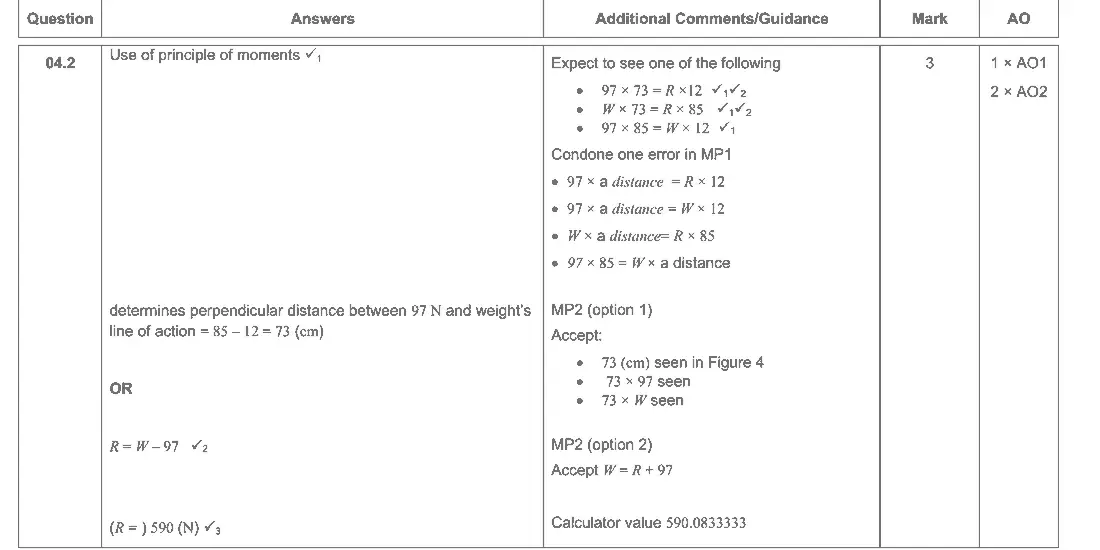 Question Answers Additional Comments/Guidance Mark AO
04.2 Use of principle of moments ✓1
Expect to see one of the following 3 1 × AO1
• 97 × 73 = R ×12 ✓1✓2 2 × AO2
• W × 73 = R × 85 ✓1✓2
• 97 × 85 = W × 12 ✓1
Condone one error in MP1
• 97 × a distance = R × 12
• 97 × a distance = W × 12
• W × a distance= R × 85
• 97 × 85 = W × a distance
determines perpendicular distance between 97 N and weight's
line of action = 85 – 12 = 73 (cm)
MP2 (option 1)
Accept:
• 73 (cm) seen in Figure 4
• 73 × 97 seen
• 73 × W seen
OR
R = W – 97 ✓2
MP2 (option 2)
Accept W = R + 97
(R = ) 590 (N) ✓3
Calculator value 590.0833333